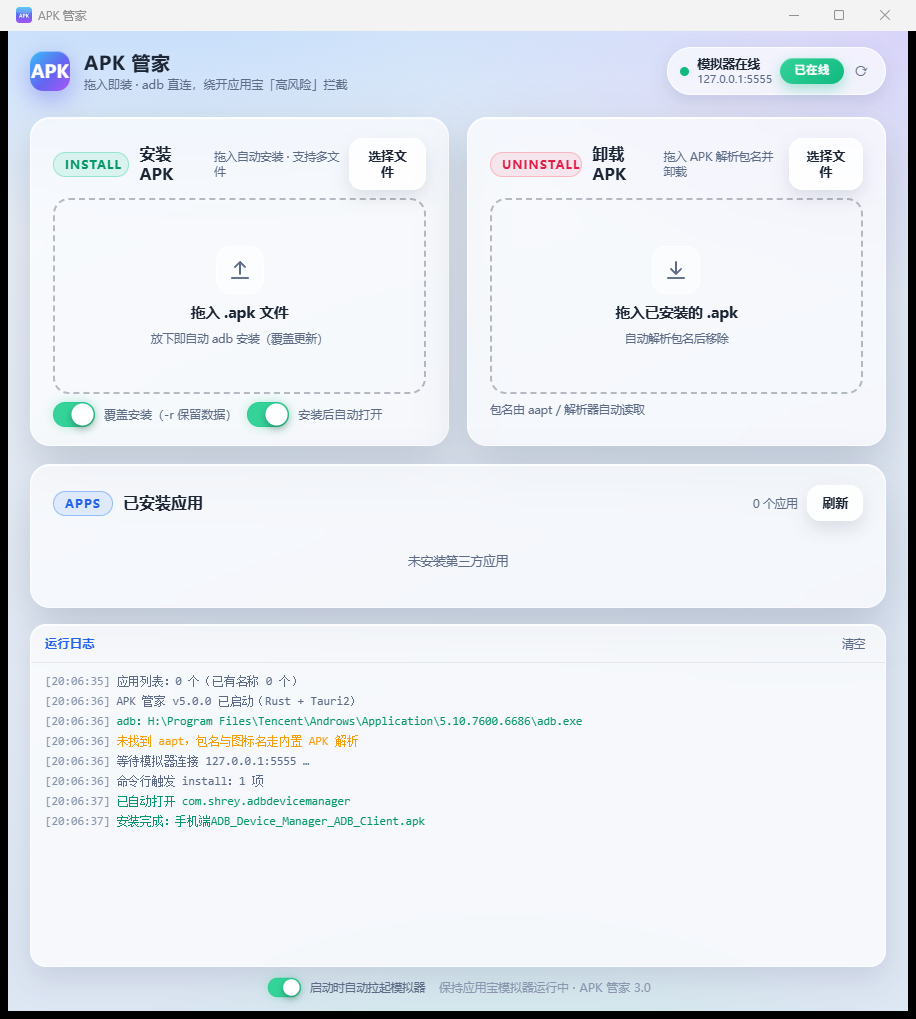 APK 管家
APK
APK 管家
拖入即装 · adb 直连，绕开应用宝「高风险」拦截
模拟器在线
127.0.0.1:5555
已在线
INSTALL
安装
APK
拖入自动安装 · 支持多文
件
选择文
件
拖入 .apk 文件
放下即自动 adb 安装（覆盖更新）
覆盖安装（-r 保留数据）
安装后自动打开
UNINSTALL
卸载
APK
拖入 APK 解析包名并
卸载
选择文
件
拖入已安装的 .apk
自动解析包名后移除
包名由 aapt / 解析器自动读取
APPS
已安装应用
0 个应用
刷新
未安装第三方应用
运行日志
清空
[20:06:35] 应用列表：0 个（已有名称 0 个）
[20:06:36] APK 管家 v5.0.0 已启动（Rust + Tauri2）
[20:06:36] adb：H:\Program Files\Tencent\Androws\Application\5.10.7600.6686\adb.exe
[20:06:36] 未找到 aapt，包名与图标名走内置 APK 解析
[20:06:36] 等待模拟器连接 127.0.0.1:5555 …
[20:06:36] 命令行触发 install：1 项
[20:06:37] 已自动打开 com.shrey.adbdevicemanager
[20:06:37] 安装完成：手机端ADB_Device_Manager_ADB_Client.apk
启动时自动拉起模拟器
保持应用宝模拟器运行中 · APK 管家 3.0